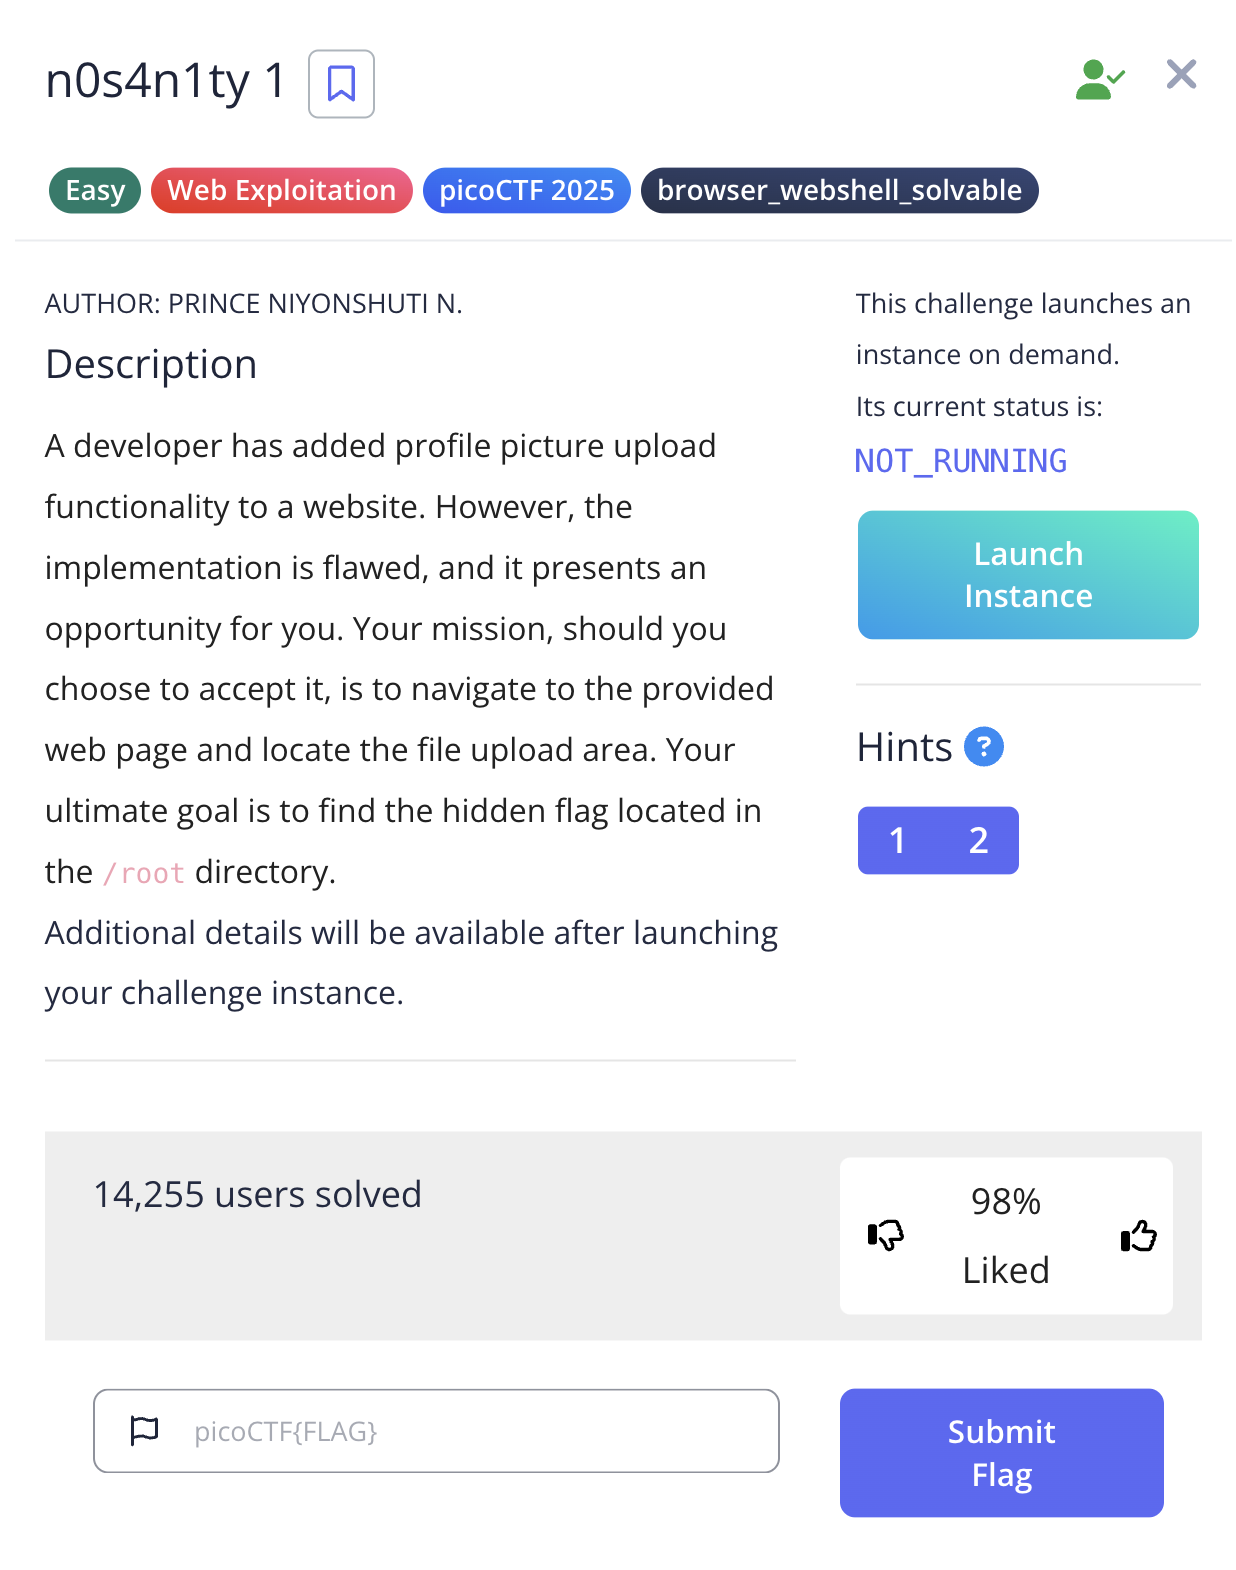 n0s4n1ty 1
Easy Web Exploitation picoCTF 2025 browser_webshell_solvable
AUTHOR: PRINCE NIYONSHUTI N.
Description
A developer has added profile picture upload
functionality to a website. However, the
implementation is flawed, and it presents an
opportunity for you. Your mission, should you
choose to accept it, is to navigate to the provided
web page and locate the file upload area. Your
ultimate goal is to find the hidden flag located in
the /root directory.
Additional details will be available after launching
your challenge instance.
This challenge launches an
instance on demand.
Its current status is:
NOT_RUNNING
Launch
Instance
Hints ?
1 2
14,255 users solved
98%
Liked
picoCTF{FLAG}
Submit
Flag